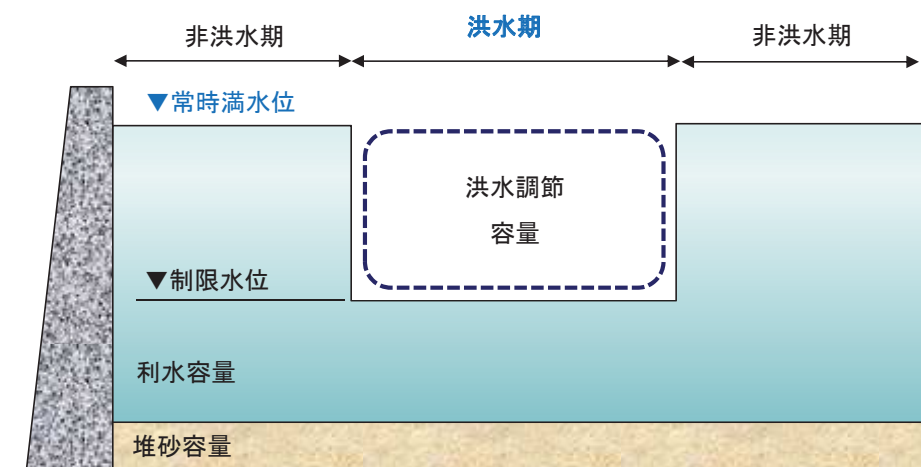 非洪水期
洪水期
非洪水期
▼常時満水位
洪水調節
容量
▼制限水位
利水容量
堆砂容量